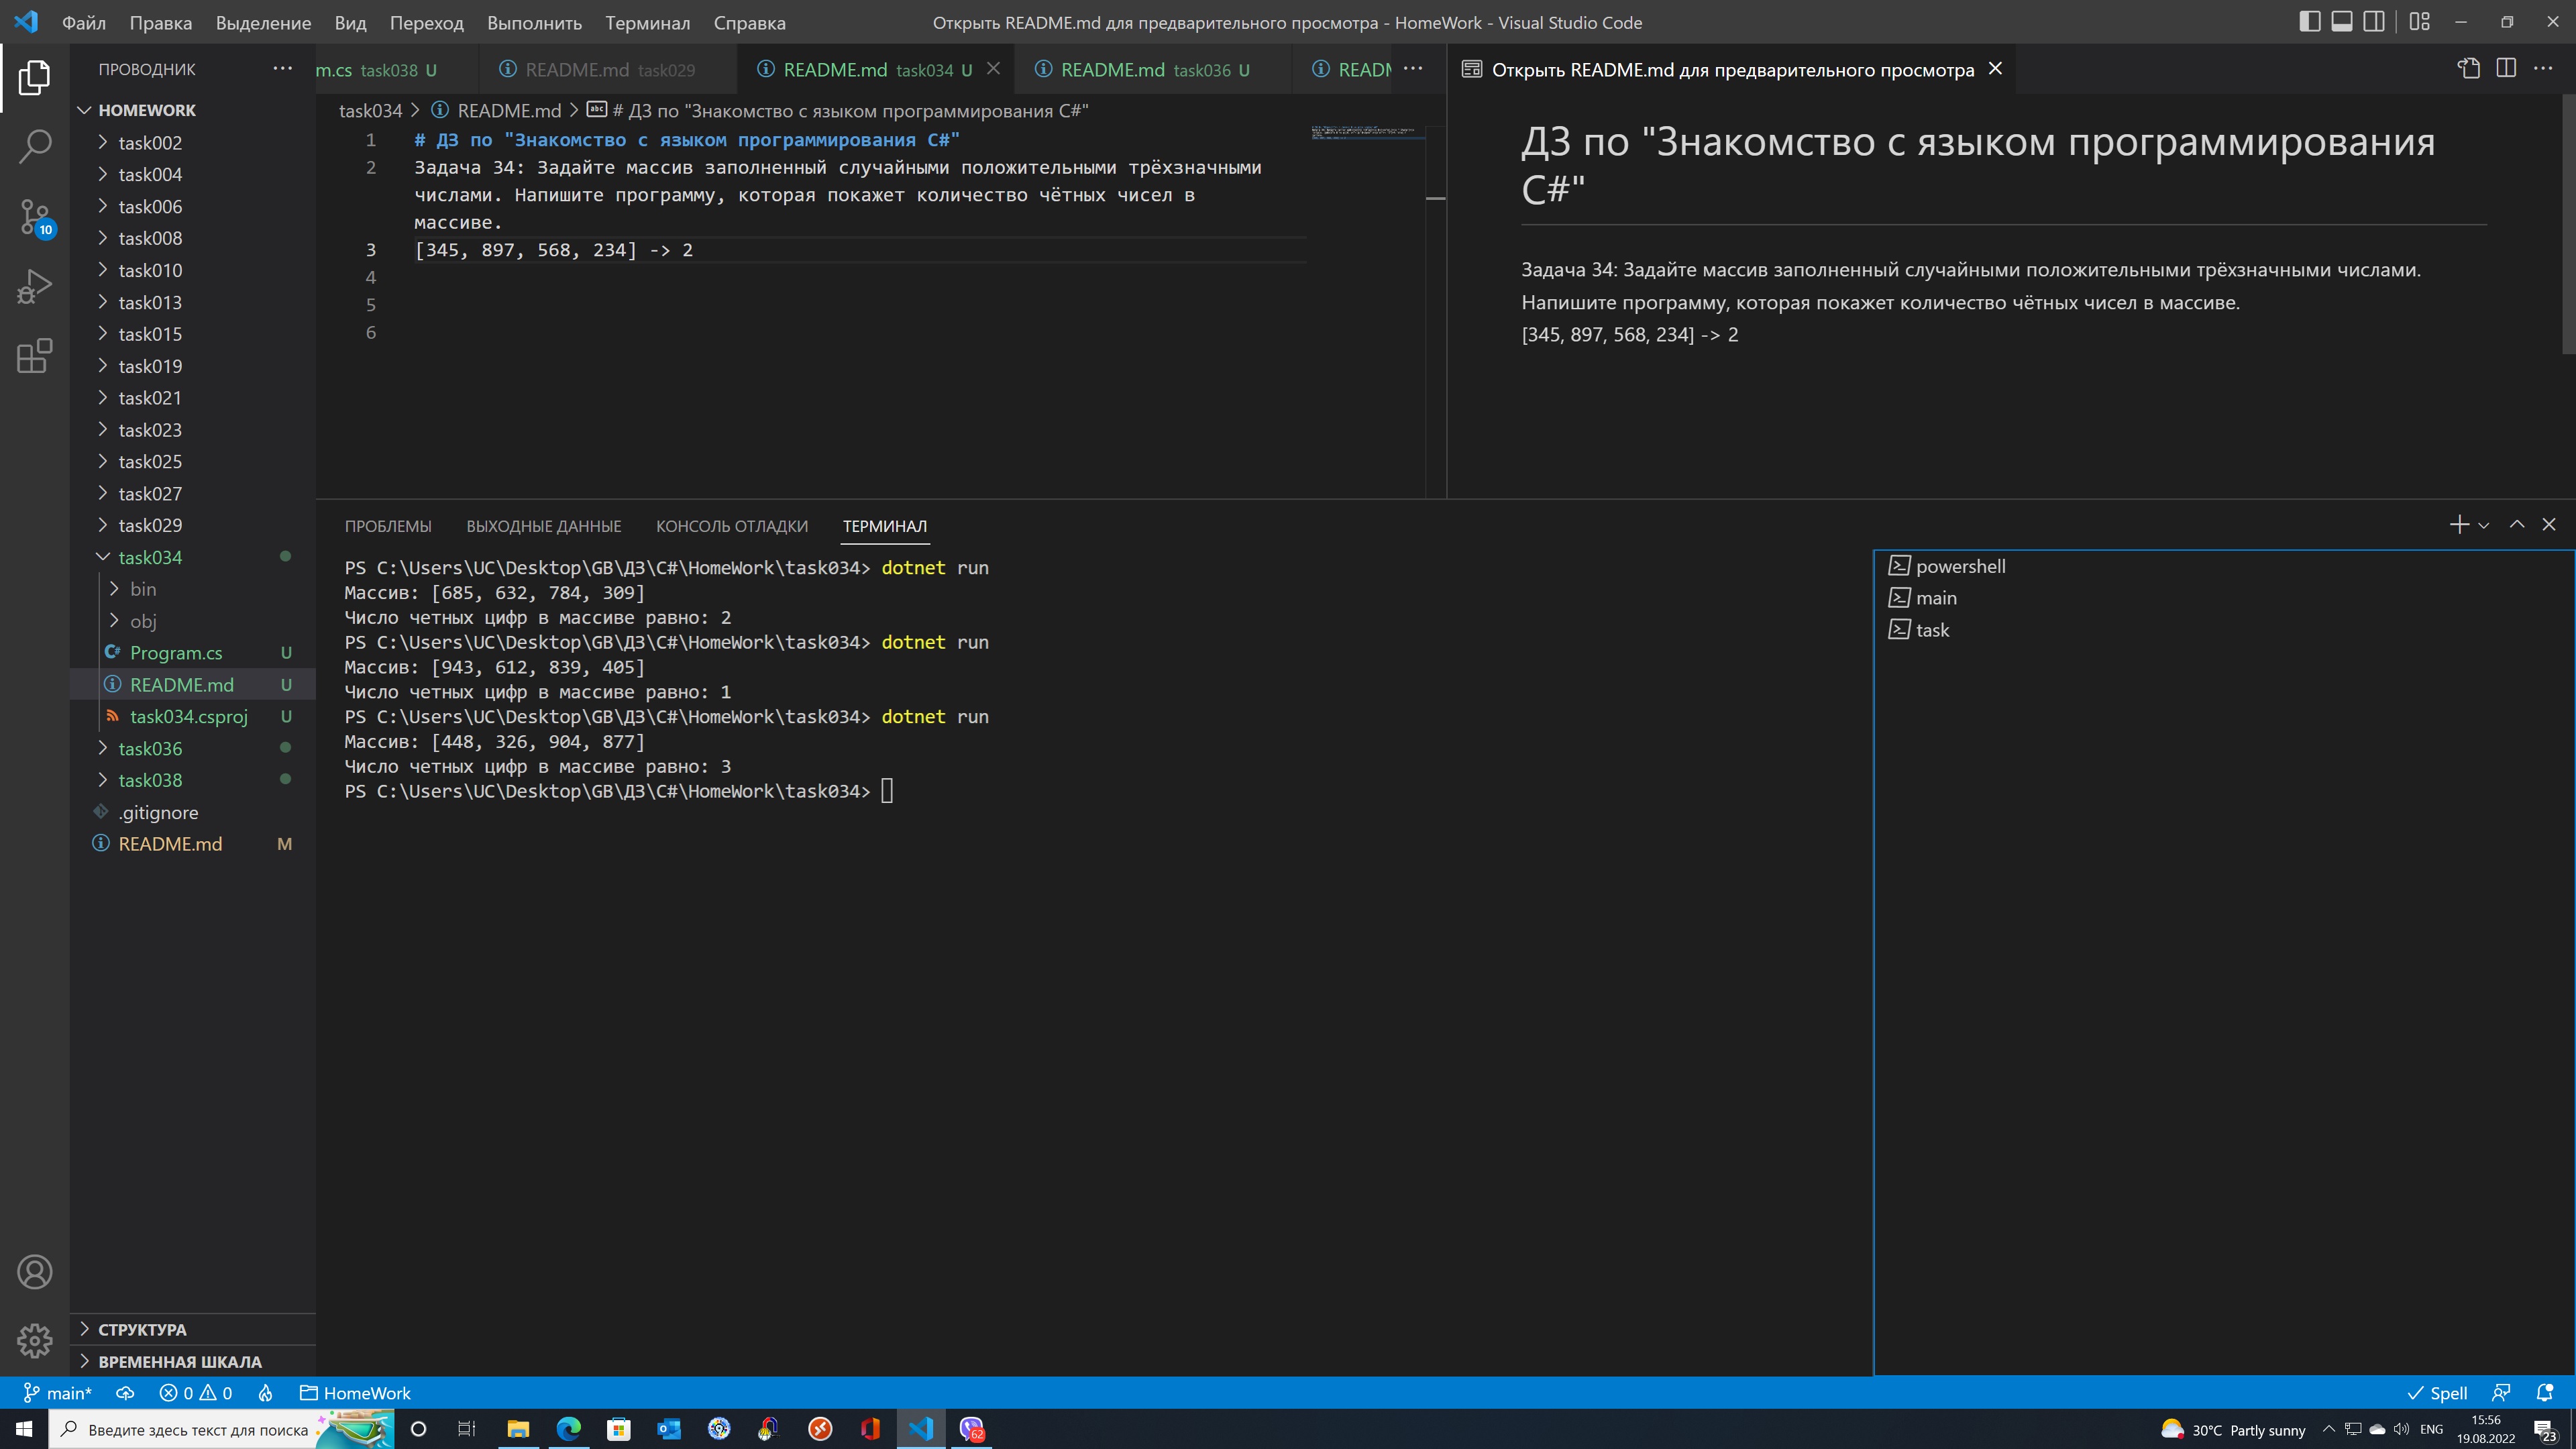 Файл Правка Выделение Вид Переход Выполнить Терминал Справка
Открыть README.md для предварительного просмотра - HomeWork - Visual Studio Code
ПРОВОДНИК
m.cs task038 U
README.md task029
README.md task034 U
README.md task036 U
READM
Открыть README.md для предварительного просмотра
HOMEWORK
task002
task004
task006
task008
task010
task013
task015
task019
task021
task023
task025
task027
task029
task034
bin
obj
Program.cs U
README.md U
task034.csproj U
task036
task038
.gitignore
README.md M
СТРУКТУРА
ВРЕМЕННАЯ ШКАЛА
10
task034 > README.md > # ДЗ по "Знакомство с языком программирования C#"
1 # ДЗ по "Знакомство с языком программирования C#"
2 Задача 34: Задайте массив заполненный случайными положительными трёхзначными
числами. Напишите программу, которая покажет количество чётных чисел в
массиве.
3 [345, 897, 568, 234] -> 2
4
5
6
ДЗ по "Знакомство с языком программирования
C#"
Задача 34: Задайте массив заполненный случайными положительными трёхзначными числами.
Напишите программу, которая покажет количество чётных чисел в массиве.
[345, 897, 568, 234] -> 2
ПРОБЛЕМЫ ВЫХОДНЫЕ ДАННЫЕ КОНСОЛЬ ОТЛАДКИ ТЕРМИНАЛ
PS C:\Users\UC\Desktop\GB\ДЗ\C#\HomeWork\task034> dotnet run
Массив: [685, 632, 784, 309]
Число четных цифр в массиве равно: 2
PS C:\Users\UC\Desktop\GB\ДЗ\C#\HomeWork\task034> dotnet run
Массив: [943, 612, 839, 405]
Число четных цифр в массиве равно: 1
PS C:\Users\UC\Desktop\GB\ДЗ\C#\HomeWork\task034> dotnet run
Массив: [448, 326, 904, 877]
Число четных цифр в массиве равно: 3
PS C:\Users\UC\Desktop\GB\ДЗ\C#\HomeWork\task034>
powershell
main
task
main* 0 0 HomeWork
Spell
Введите здесь текст для поиска
62
30°C Partly sunny
ENG
15:56
19.08.2022
23